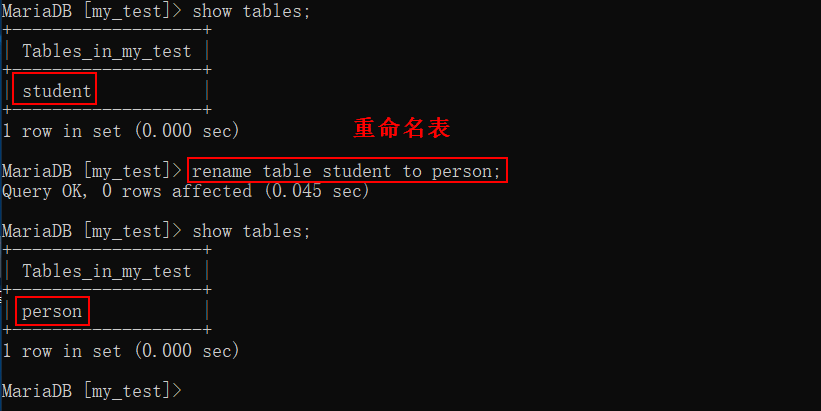 MariaDB [my_test]> show tables;
+-------------------+
| Tables_in_my_test |
+-------------------+
| student           |
+-------------------+
1 row in set (0.000 sec)
重命名表
MariaDB [my_test]> rename table student to person;
Query OK, 0 rows affected (0.045 sec)
MariaDB [my_test]> show tables;
+-------------------+
| Tables_in_my_test |
+-------------------+
| person            |
+-------------------+
1 row in set (0.000 sec)
MariaDB [my_test]>